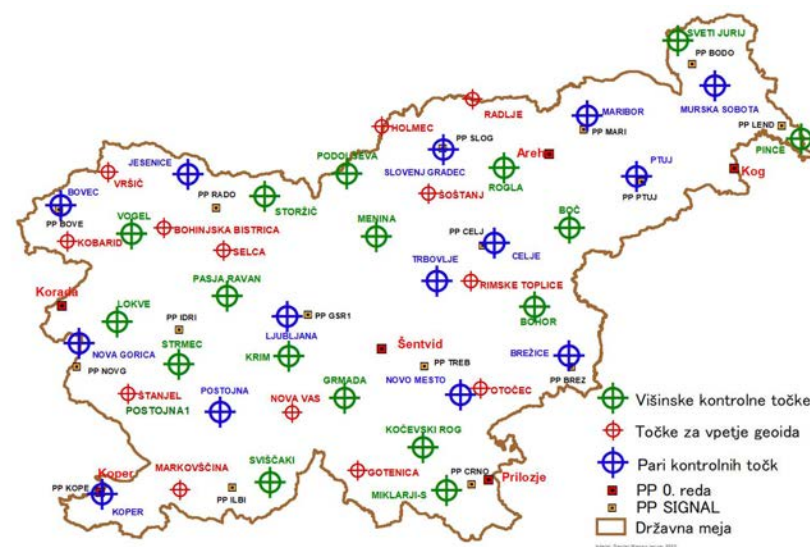 SVETI JURIJ
PP BODO
MURSKA SOBOTA
RADLJE
MARIBOR
HOLMEC
PP LEND
PP SLOG
PP MARI
PINCE
Areh
PODOLŠEVA
SLOVENJ GRADEC
JESENICE
ROGLA
PTUJ
Kog
VRŠIČ
BOVEC
PP RADO
ŠOŠTANJ
PP PTUJ
STORŽIČ
PP BOVE
VOGEL
BOHINJSKA BISTRICA
MENINA
BOČ
KOBARID
PP CELJ
SELCA
CELJE
TRBOVLJE
PASJA RAVAN
RIMSKE TOPLICE
Korada
LOKVE
PP GSR1
BOHOR
PP IDRI
LJUBLJANA
STRMEC
KRIM
Šentvid
BREŽICE
NOVA GORICA
PP NOVG
PP TREB
PP BREZ
NOVO MESTO
OTOČEC
ŠTANJEL
POSTOJNA
GRMADA
POSTOJNA1
NOVA VAS
KOČEVSKI ROG
Koper
MARKOVŠČINA
SVIŠČAKI
GOTENICA
PP CRNO
Prilozje
PP KOPE
PP ILBI
MIKLARJI-S
KOPER
Višinske kontrolne točke
Točke za vpetje geoida
Pari kontrolnih točk
PP 0. reda
PP SIGNAL
Državna meja